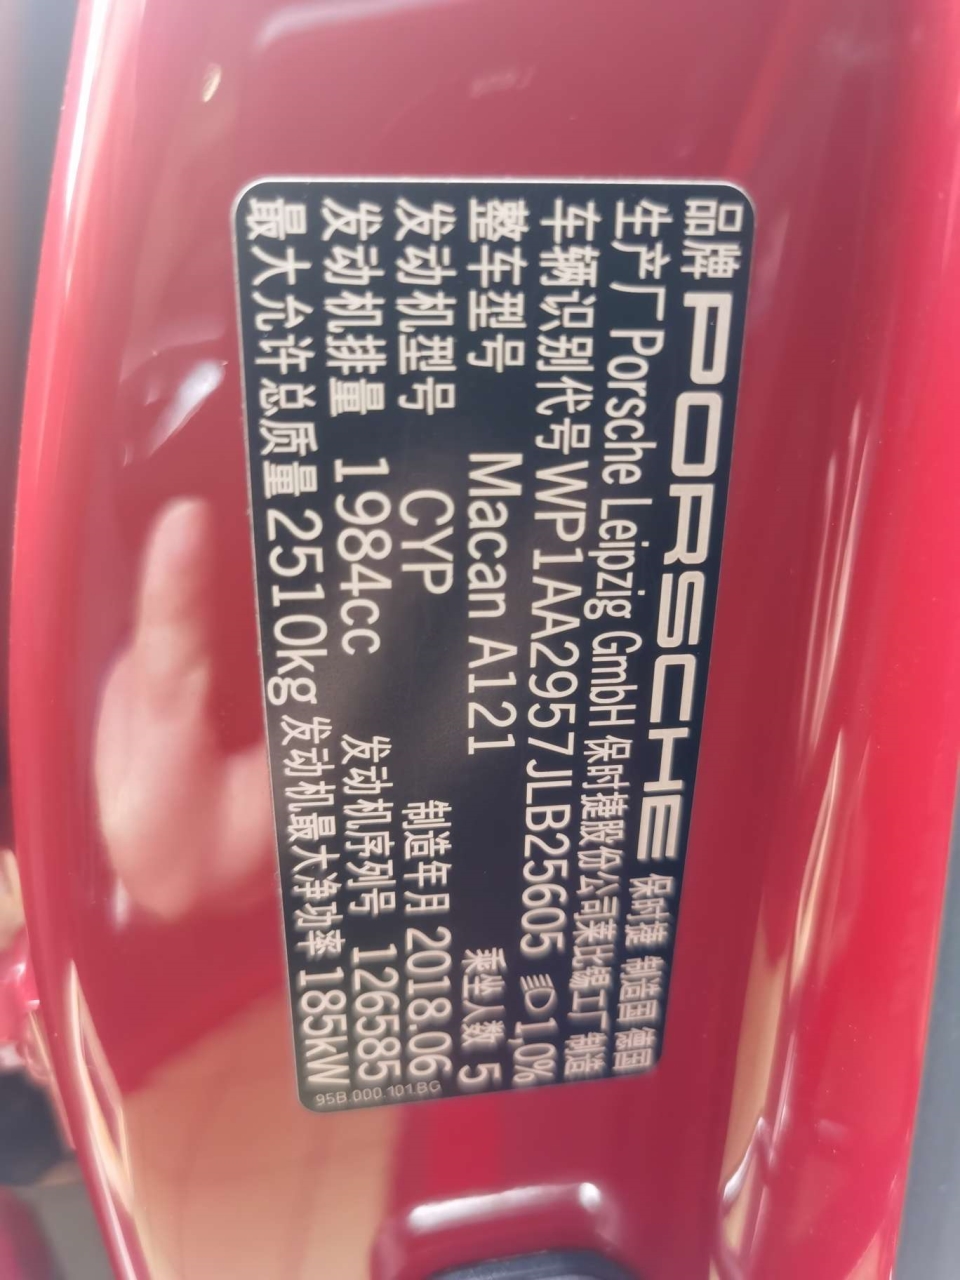 品牌 PORSCHE 保时捷 制造国 德国
生产厂 Porsche Leipzig GmbH 保时捷股份公司莱比锡工厂 制造
车辆识别代号 WP1AA2957JLB25605 1,0%
整车型号 Macan A121 乘坐人数 5
发动机型号 CYP 制造年月 2018.06
发动机排量 1984cc 发动机序列号 126585
最大允许总质量 2510kg 发动机最大净功率 185kW
95B.000.101.BG